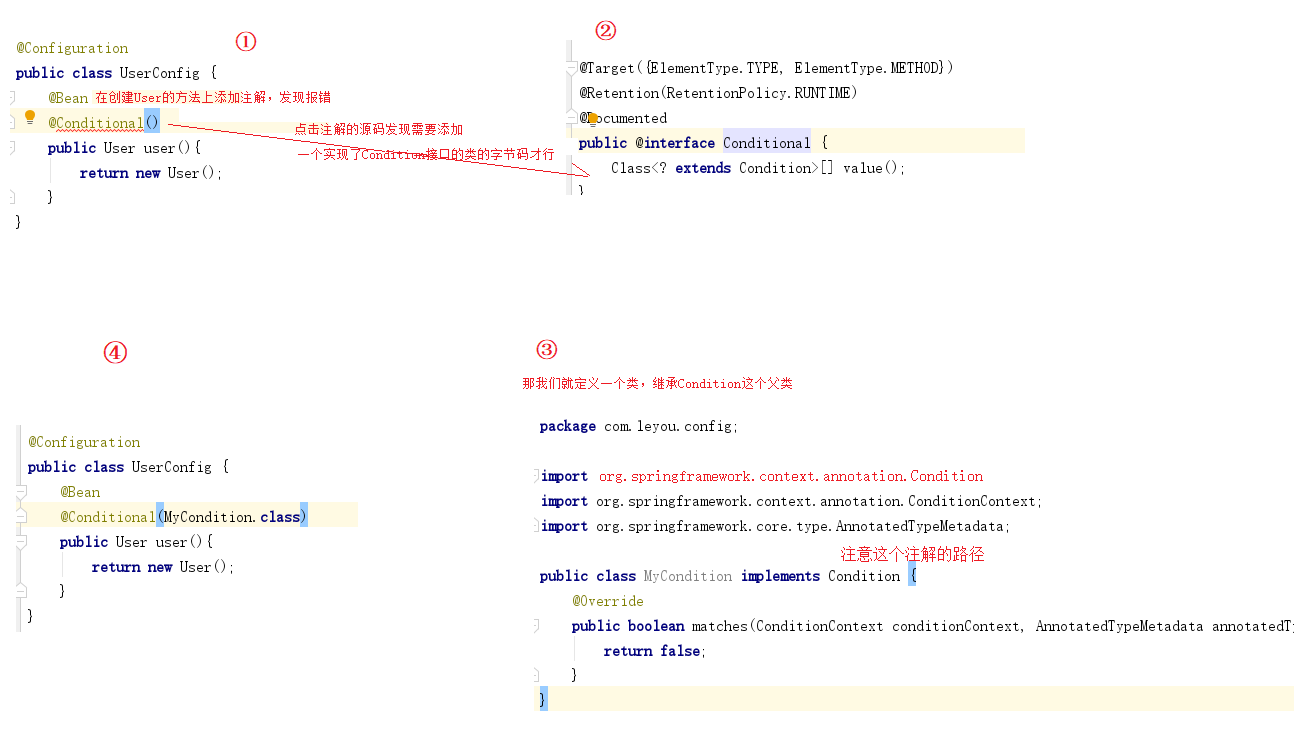 ①
@Configuration
public class UserConfig {
@Bean 在创建User的方法上添加注解，发现报错
@Conditional()
点击注解的源码发现需要添加
public User user(){
一个实现了Condition接口的类的字节码才行
return new User();
}
}
②
@Target({ElementType.TYPE, ElementType.METHOD})
@Retention(RetentionPolicy.RUNTIME)
@Documented
public @interface Conditional {
Class<? extends Condition>[] value();
}
③
那我们就定义一个类，继承Condition这个父类
package com.leyou.config;
import org.springframework.context.annotation.Condition
import org.springframework.context.annotation.ConditionContext;
import org.springframework.core.type.AnnotatedTypeMetadata;
注意这个注解的路径
public class MyCondition implements Condition {
@Override
public boolean matches(ConditionContext conditionContext, AnnotatedTypeMetadata annotatedTy
return false;
}
}
④
@Configuration
public class UserConfig {
@Bean
@Conditional(MyCondition.class)
public User user(){
return new User();
}
}